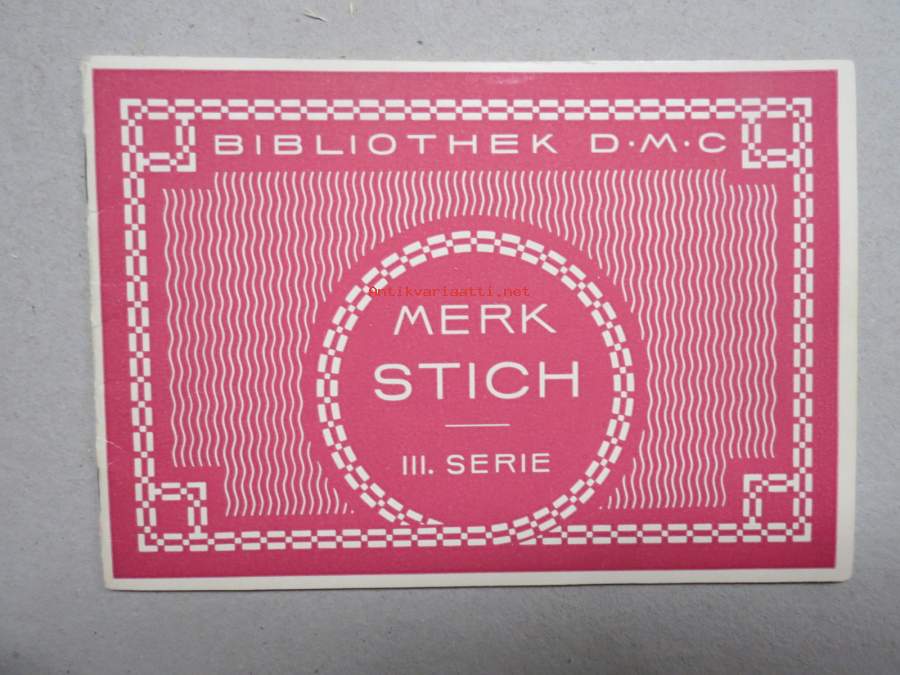 BIBLIOTHEK D·M·C
Antikvariaatti.net
MERK
STICH
III. SERIE